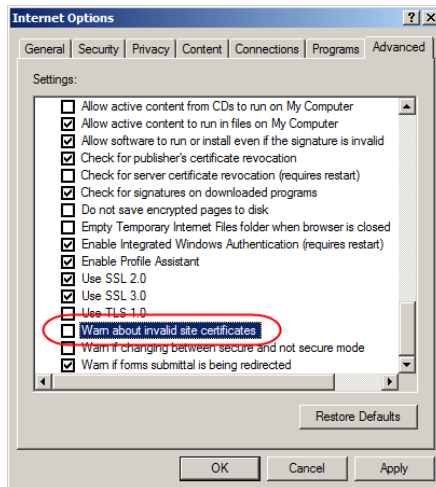 Internet Options
General Security Privacy Content Connections Programs Advanced
Settings:
Allow active content from CDs to run on My Computer
Allow active content to run in files on My Computer
Allow software to run or install even if the signature is invalid
Check for publisher's certificate revocation
Check for server certificate revocation (requires restart)
Check for signatures on downloaded programs
Do not save encrypted pages to disk
Empty Temporary Internet Files folder when browser is closed
Enable Integrated Windows Authentication (requires restart)
Enable Profile Assistant
Use SSL 2.0
Use SSL 3.0
Use TLS 1.0
Warn about invalid site certificates
Warn if changing between secure and not secure mode
Warn if forms submittal is being redirected
Restore Defaults
OK Cancel Apply